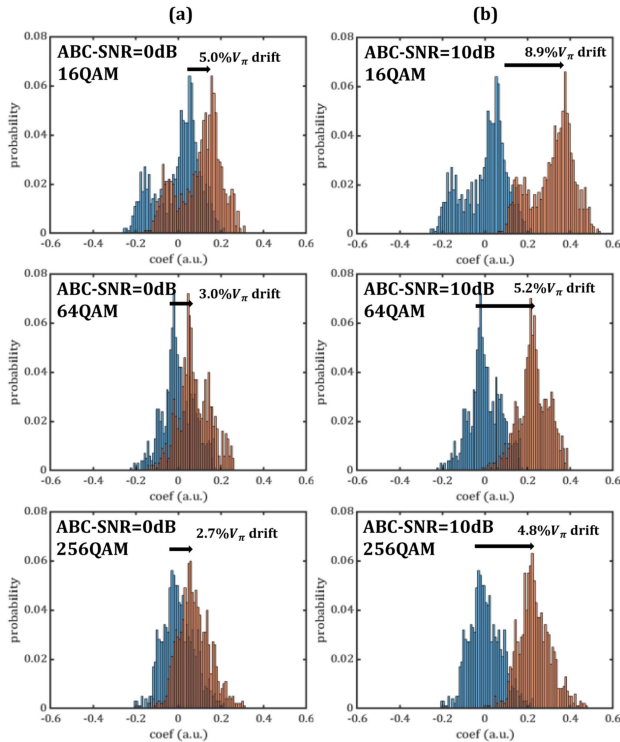 (a)
(b)
ABC-SNR=0dB
16QAM
5.0%Vπ drift
probability
0.08
0.06
0.04
0.02
0
-0.6 -0.4 -0.2 0 0.2 0.4 0.6
coef (a.u.)
ABC-SNR=10dB
16QAM
8.9%Vπ drift
probability
0.08
0.06
0.04
0.02
0
-0.6 -0.4 -0.2 0 0.2 0.4 0.6
coef (a.u.)
ABC-SNR=0dB
64QAM
3.0%Vπ drift
probability
0.08
0.06
0.04
0.02
0
-0.6 -0.4 -0.2 0 0.2 0.4 0.6
coef (a.u.)
ABC-SNR=10dB
64QAM
5.2%Vπ drift
probability
0.08
0.06
0.04
0.02
0
-0.6 -0.4 -0.2 0 0.2 0.4 0.6
coef (a.u.)
ABC-SNR=0dB
256QAM
2.7%Vπ drift
probability
0.08
0.06
0.04
0.02
0
-0.6 -0.4 -0.2 0 0.2 0.4 0.6
coef (a.u.)
ABC-SNR=10dB
256QAM
4.8%Vπ drift
probability
0.08
0.06
0.04
0.02
0
-0.6 -0.4 -0.2 0 0.2 0.4 0.6
coef (a.u.)